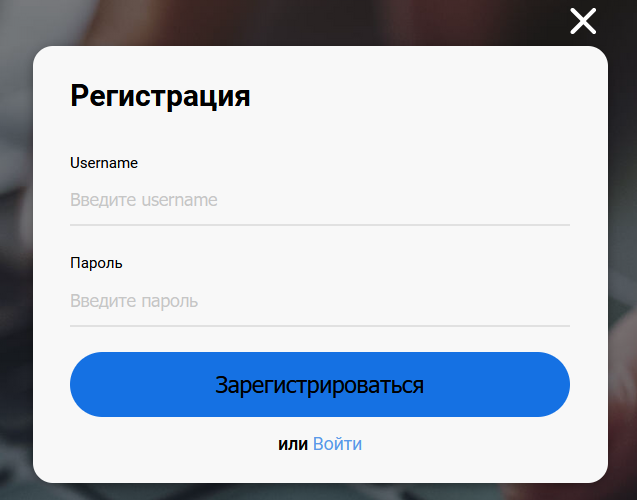 Регистрация
Username
Введите username
Пароль
Введите пароль
Зарегистрироваться
или Войти